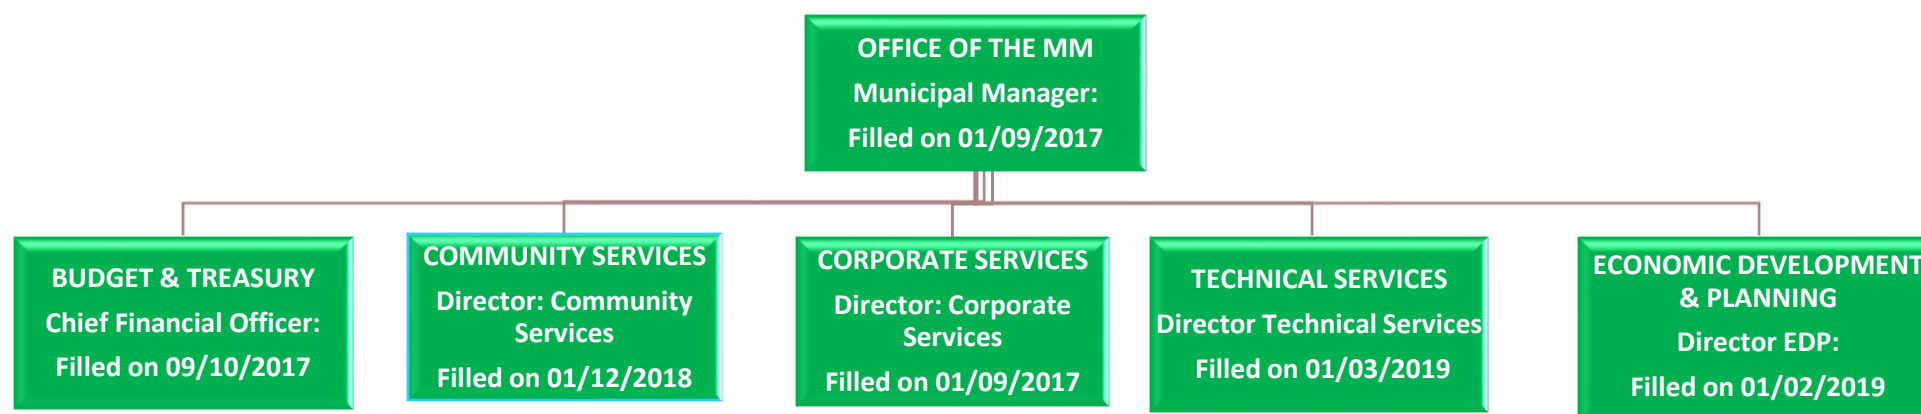 OFFICE OF THE MM
Municipal Manager:
Filled on 01/09/2017
BUDGET & TREASURY
Chief Financial Officer:
Filled on 09/10/2017
COMMUNITY SERVICES
Director: Community
Services
Filled on 01/12/2018
CORPORATE SERVICES
Director: Corporate
Services
Filled on 01/09/2017
TECHNICAL SERVICES
Director Technical Services
Filled on 01/03/2019
ECONOMIC DEVELOPMENT
& PLANNING
Director EDP:
Filled on 01/02/2019